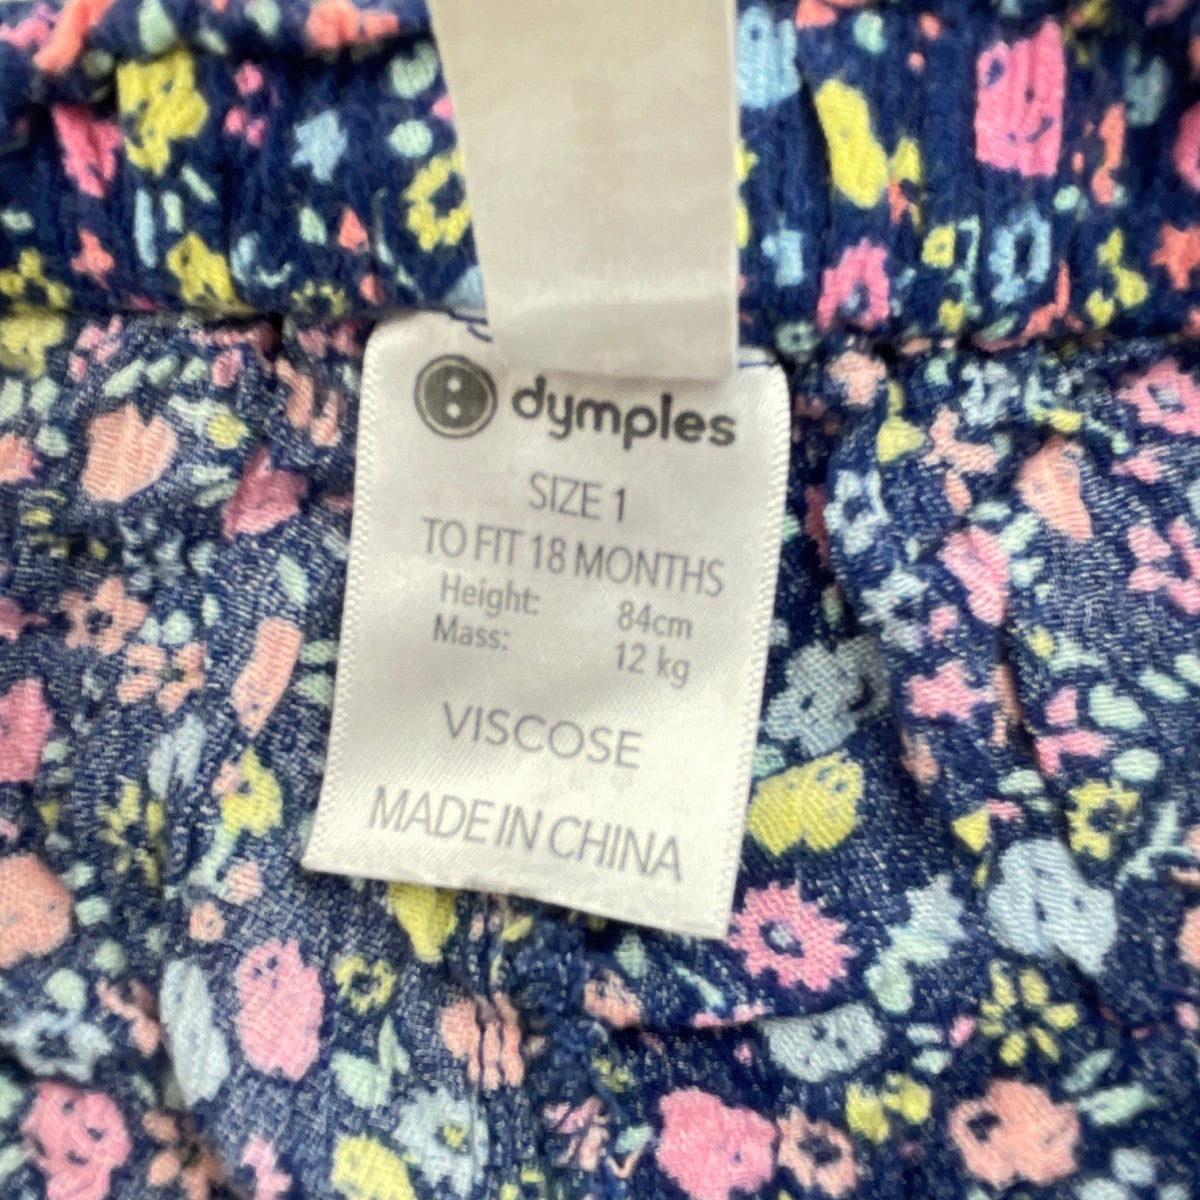 dymples
SIZE 1
TO FIT 18 MONTHS
Height: 84cm
Mass: 12 kg
VISCOSE
MADE IN CHINA